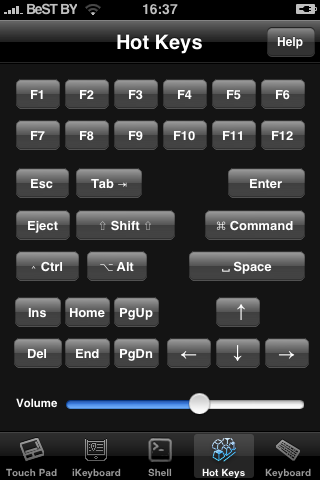 BeST BY 16:37
Hot Keys Help
F1 F2 F3 F4 F5 F6
F7 F8 F9 F10 F11 F12
Esc Tab ⇥ Enter
Eject ⇧ Shift ⇧ ⌘ Command
^ Ctrl ⌥ Alt ␣ Space
Ins Home PgUp ↑
Del End PgDn ← ↓ →
Volume
Touch Pad iKeyboard Shell Hot Keys Keyboard